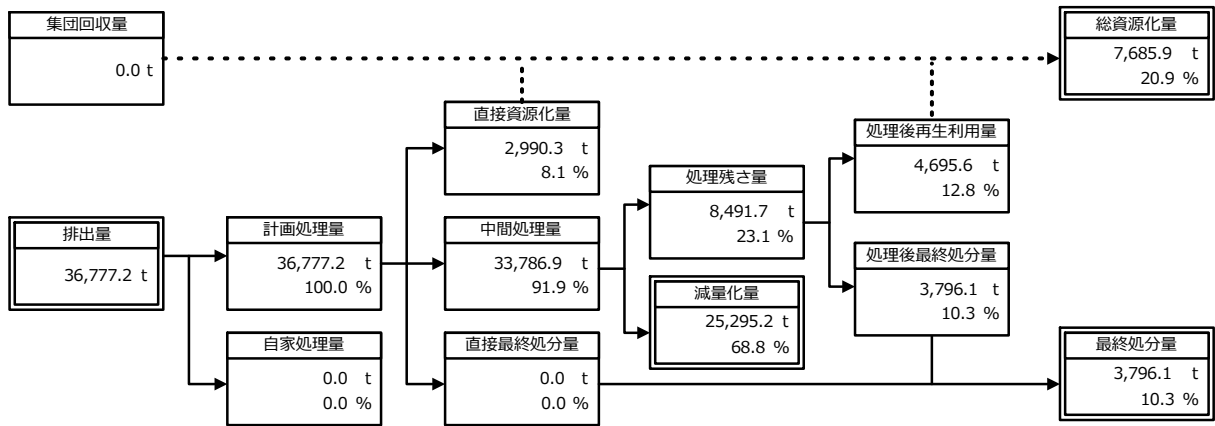 集団回収量
0.0 t
総資源化量
7,685.9 t
20.9 %
直接資源化量
2,990.3 t
8.1 %
処理後再生利用量
4,695.6 t
12.8 %
処理残さ量
8,491.7 t
23.1 %
排出量
36,777.2 t
計画処理量
36,777.2 t
100.0 %
中間処理量
33,786.9 t
91.9 %
処理後最終処分量
3,796.1 t
10.3 %
減量化量
25,295.2 t
68.8 %
自家処理量
0.0 t
0.0 %
直接最終処分量
0.0 t
0.0 %
最終処分量
3,796.1 t
10.3 %